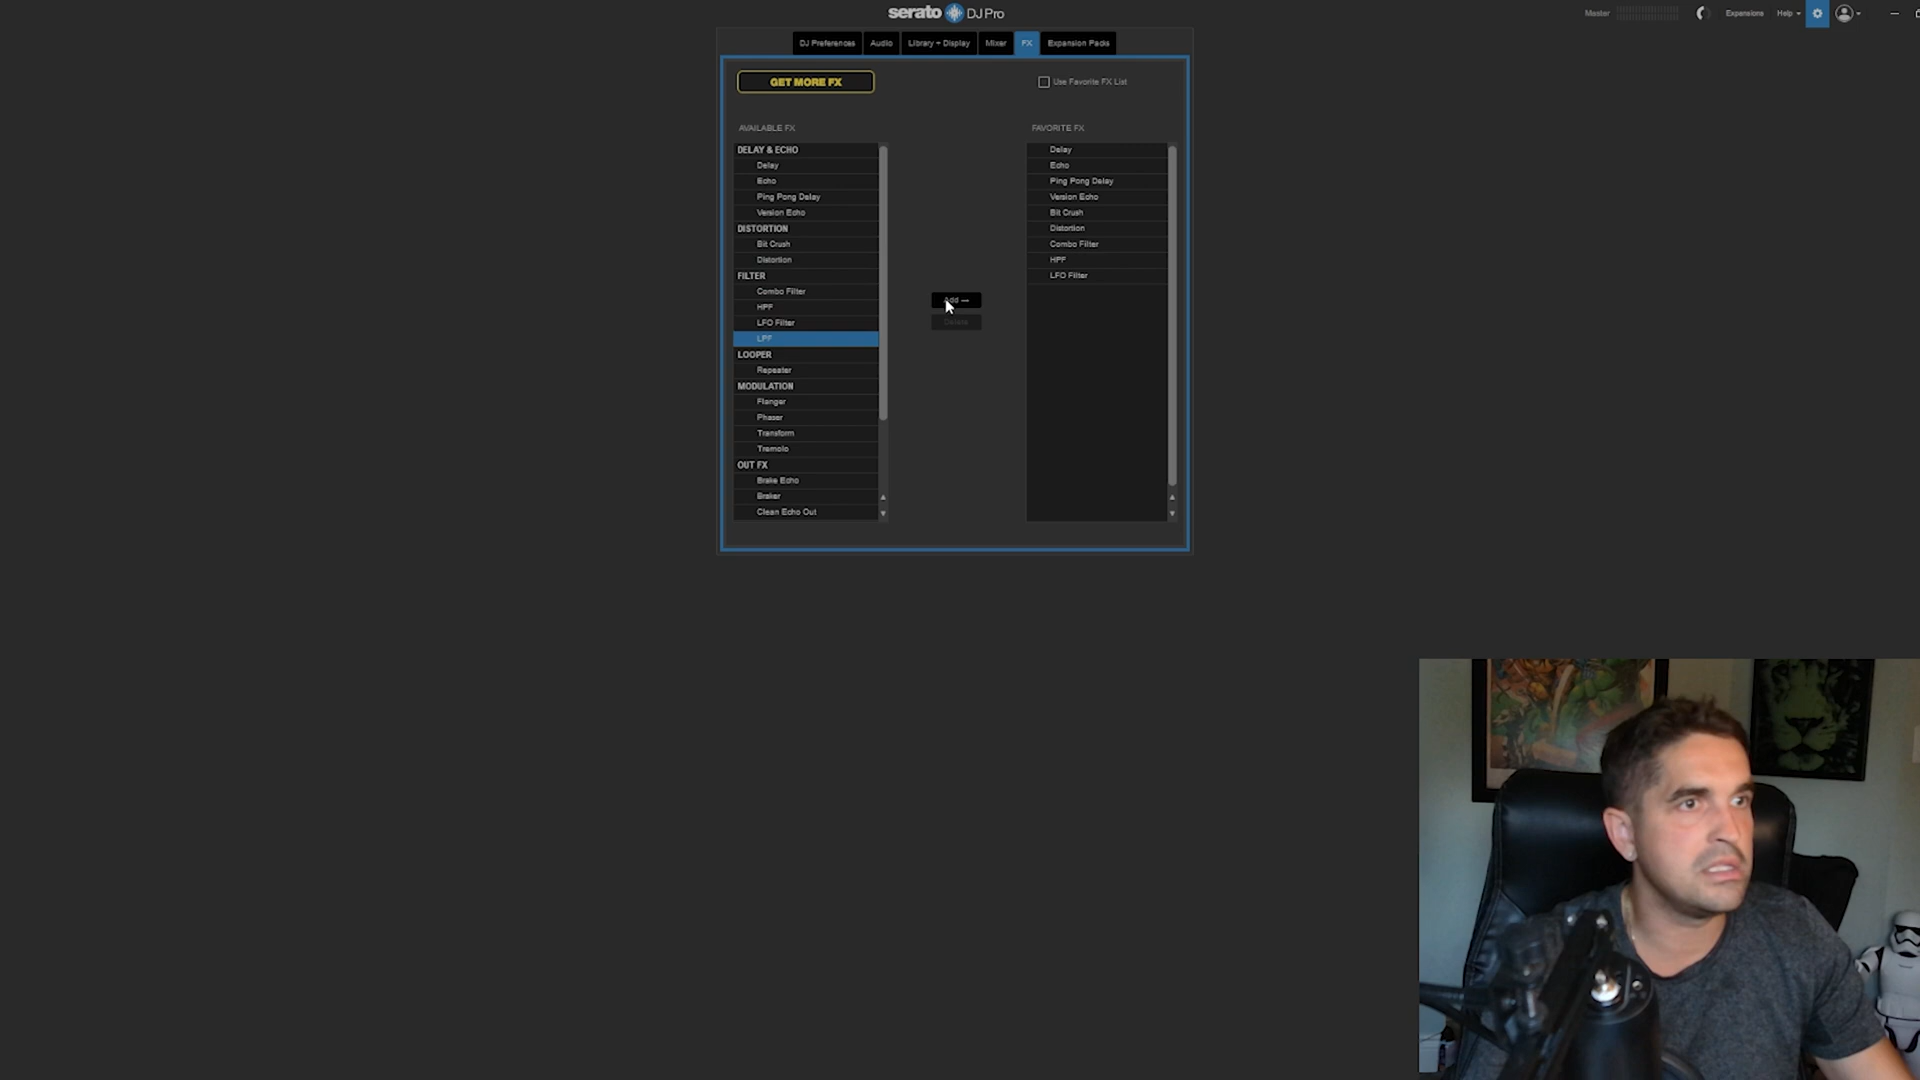 serato DJ Pro
Master
Expansions
Help
DJ Preferences
Audio
Library + Display
Mixer
FX
Expansion Packs
GET MORE FX
Use Favorite FX List
AVAILABLE FX
DELAY & ECHO
Delay
Echo
Ping Pong Delay
Version Echo
DISTORTION
Bit Crush
Distortion
FILTER
Combo Filter
HPF
LFO Filter
LPF
LOOPER
Repeater
MODULATION
Flanger
Phaser
Transform
Tremolo
OUT FX
Brake Echo
Braker
Clean Echo Out
Add
Delete
FAVORITE FX
Delay
Echo
Ping Pong Delay
Version Echo
Bit Crush
Distortion
Combo Filter
HPF
LFO Filter